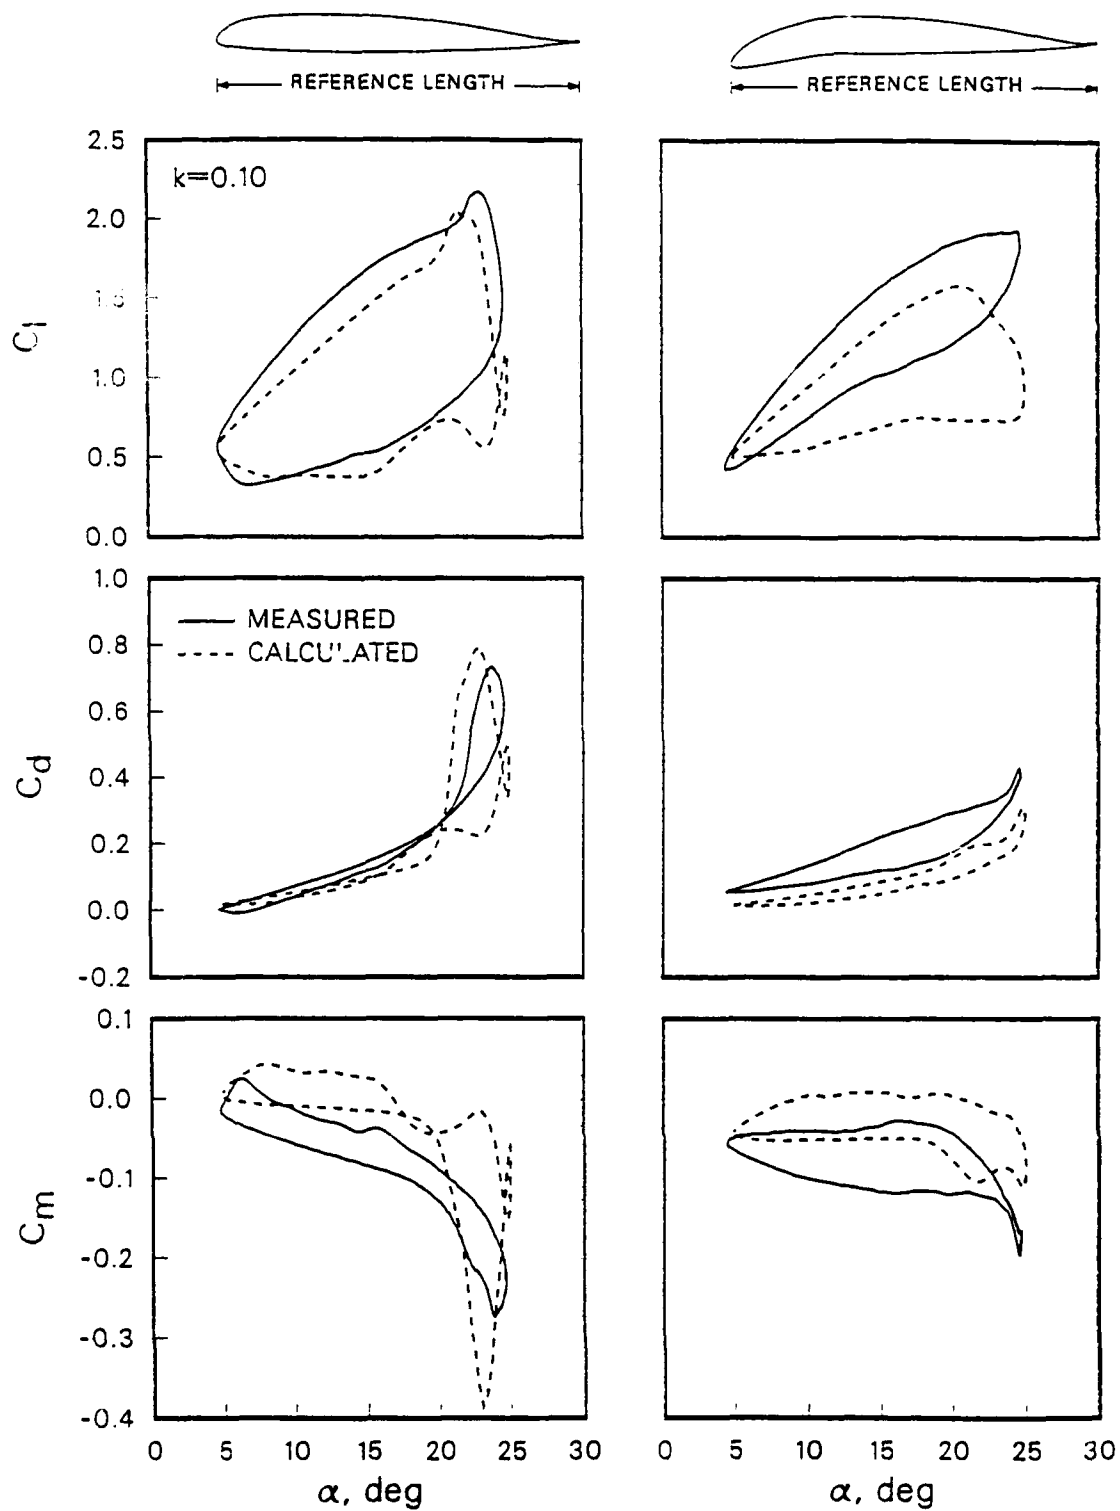 REFERENCE LENGTH
REFERENCE LENGTH
2.5
k=0.10
2.0
1.0
0.5
0.0
C_l
1.0
MEASURED
0.8
CALCULATED
0.6
0.4
0.2
0.0
-0.2
C_d
0.1
0.0
-0.1
-0.2
-0.3
-0.4
C_m
0 5 10 15 20 25 30
0 5 10 15 20 25 30
α, deg
α, deg